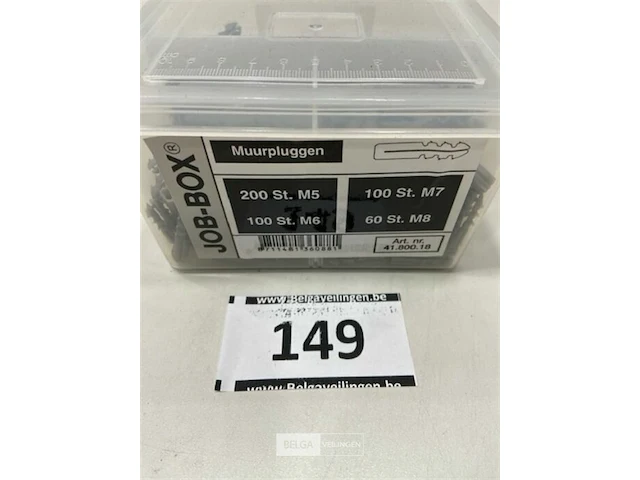 JOB-BOX®
Muurpluggen
200 St. M5
100 St. M7
100 St. M6
60 St. M8
Art. nr.
41.800.18
www.Belgaveilingen.be
149
www.Belgaveilingen.be
BELGA
VEILINGEN